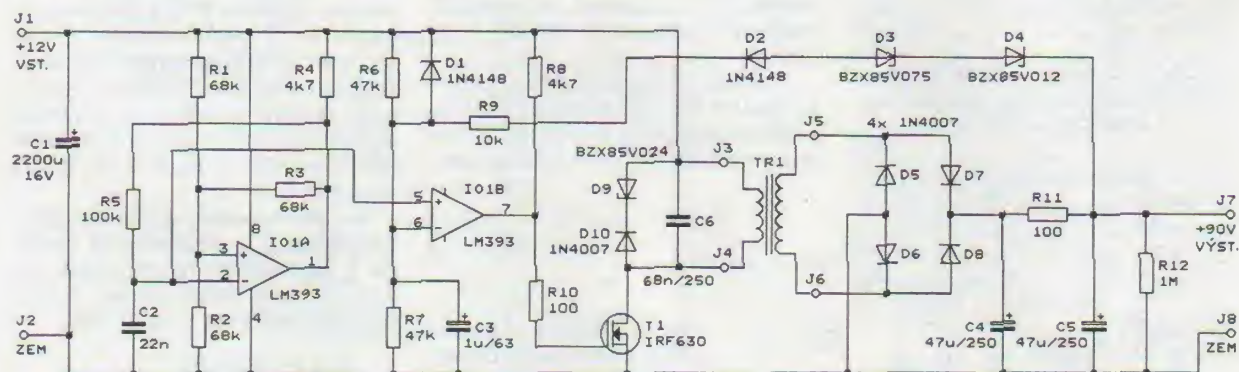 J1
+12V
VST.
C1
2200u
16V
J2
ZEM
R1
68k
R4
4k7
R5
100k
R3
68k
3
+
2
-
8
4
1
IO1A
LM393
C2
22n
R2
68k
R6
47k
D1
1N4148
R9
10k
R8
4k7
5
+
6
-
7
IO1B
LM393
R7
47k
C3
1u/63
R10
100
D2
1N4148
D3
BZX85V075
D4
BZX85V012
BZX85V024
D9
D10
1N4007
C6
68n/250
J3
J4
TR1
T1
IRF630
J5
J6
4x 1N4007
D5
D7
D6
D8
R11
100
C4
47u/250
C5
47u/250
R12
1M
J7
+90V
VÝST.
J8
ZEM